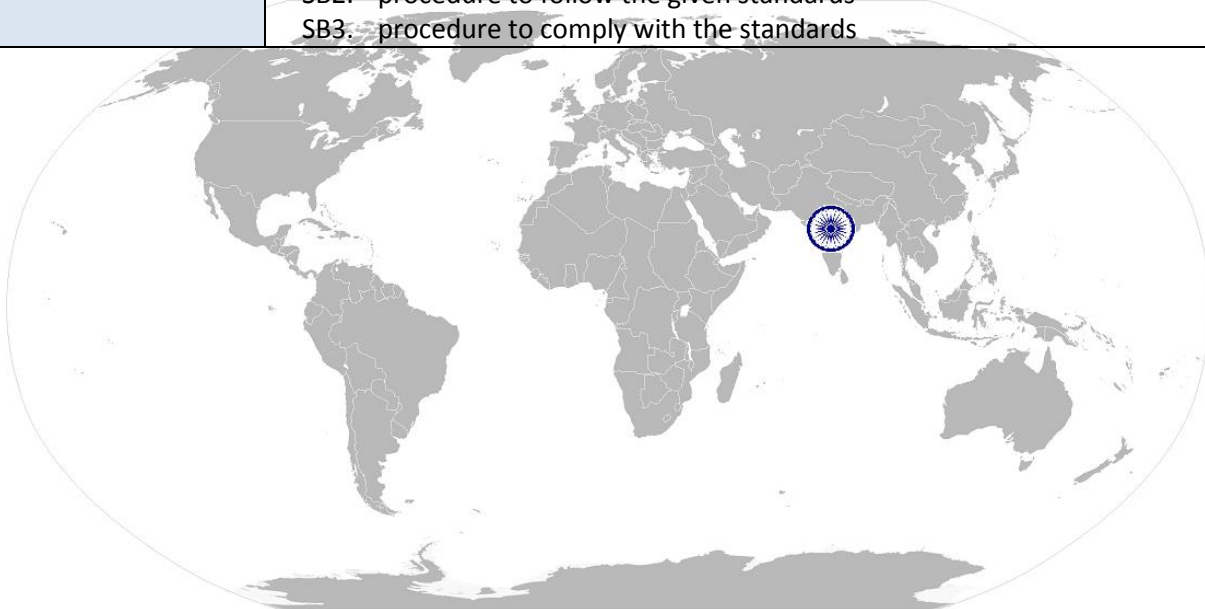 SB2. procedure to follow the given standards
SB3. procedure to comply with the standards